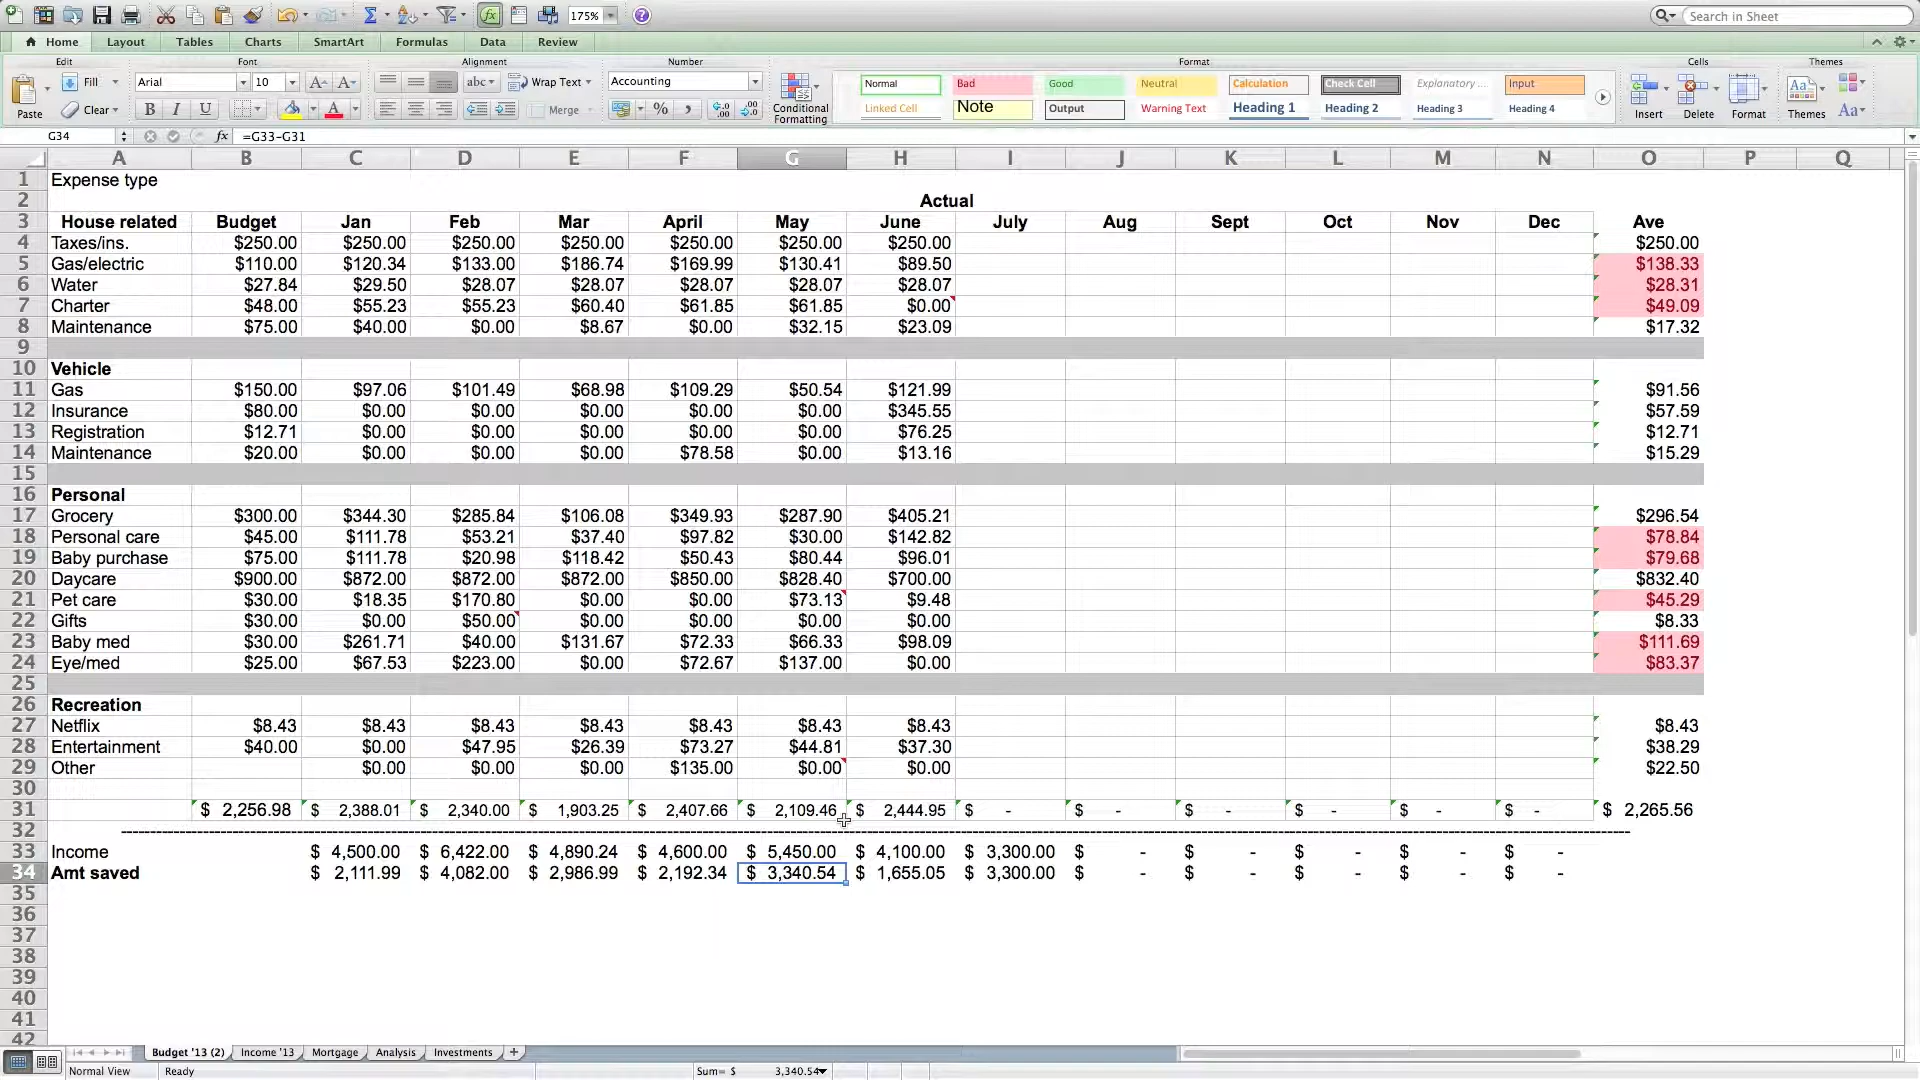 175% Search in Sheet
Home Layout Tables Charts SmartArt Formulas Data Review
Edit Font Alignment Number Format Cells Themes
Fill Arial 10 abc Wrap Text Accounting Normal Bad Good Neutral Calculation Check Cell Explanatory ... Input
Paste Clear B I U Merge % Conditional Formatting Linked Cell Note Output Warning Text Heading 1 Heading 2 Heading 3 Heading 4 Insert Delete Format Themes Aa
G34 fx =G33-G31
A B C D E F G H I J K L M N O P Q
1 Expense type
2 Actual
3 House related Budget Jan Feb Mar April May June July Aug Sept Oct Nov Dec Ave
4 Taxes/ins. $250.00 $250.00 $250.00 $250.00 $250.00 $250.00 $250.00 $250.00
5 Gas/electric $110.00 $120.34 $133.00 $186.74 $169.99 $130.41 $89.50 $138.33
6 Water $27.84 $29.50 $28.07 $28.07 $28.07 $28.07 $28.07 $28.31
7 Charter $48.00 $55.23 $55.23 $60.40 $61.85 $61.85 $0.00 $49.09
8 Maintenance $75.00 $40.00 $0.00 $8.67 $0.00 $32.15 $23.09 $17.32
9
10 Vehicle
11 Gas $150.00 $97.06 $101.49 $68.98 $109.29 $50.54 $121.99 $91.56
12 Insurance $80.00 $0.00 $0.00 $0.00 $0.00 $0.00 $345.55 $57.59
13 Registration $12.71 $0.00 $0.00 $0.00 $0.00 $0.00 $76.25 $12.71
14 Maintenance $20.00 $0.00 $0.00 $0.00 $78.58 $0.00 $13.16 $15.29
15
16 Personal
17 Grocery $300.00 $344.30 $285.84 $106.08 $349.93 $287.90 $405.21 $296.54
18 Personal care $45.00 $111.78 $53.21 $37.40 $97.82 $30.00 $142.82 $78.84
19 Baby purchase $75.00 $111.78 $20.98 $118.42 $50.43 $80.44 $96.01 $79.68
20 Daycare $900.00 $872.00 $872.00 $872.00 $850.00 $828.40 $700.00 $832.40
21 Pet care $30.00 $18.35 $170.80 $0.00 $0.00 $73.13 $9.48 $45.29
22 Gifts $30.00 $0.00 $50.00 $0.00 $0.00 $0.00 $0.00 $8.33
23 Baby med $30.00 $261.71 $40.00 $131.67 $72.33 $66.33 $98.09 $111.69
24 Eye/med $25.00 $67.53 $223.00 $0.00 $72.67 $137.00 $0.00 $83.37
25
26 Recreation
27 Netflix $8.43 $8.43 $8.43 $8.43 $8.43 $8.43 $8.43 $8.43
28 Entertainment $40.00 $0.00 $47.95 $26.39 $73.27 $44.81 $37.30 $38.29
29 Other $0.00 $0.00 $0.00 $135.00 $0.00 $0.00 $22.50
30
31 $ 2,256.98 $ 2,388.01 $ 2,340.00 $ 1,903.25 $ 2,407.66 $ 2,109.46 $ 2,444.95 $ - $ - $ - $ - $ - $ - $ 2,265.56
32
33 Income $ 4,500.00 $ 6,422.00 $ 4,890.24 $ 4,600.00 $ 5,450.00 $ 4,100.00 $ 3,300.00 $ - $ - $ - $ - $ -
34 Amt saved $ 2,111.99 $ 4,082.00 $ 2,986.99 $ 2,192.34 $ 3,340.54 $ 1,655.05 $ 3,300.00 $ - $ - $ - $ - $ -
35
36
37
38
39
40
41
42
Budget '13 (2) Income '13 Mortgage Analysis Investments +
Normal View Ready Sum= $ 3,340.54